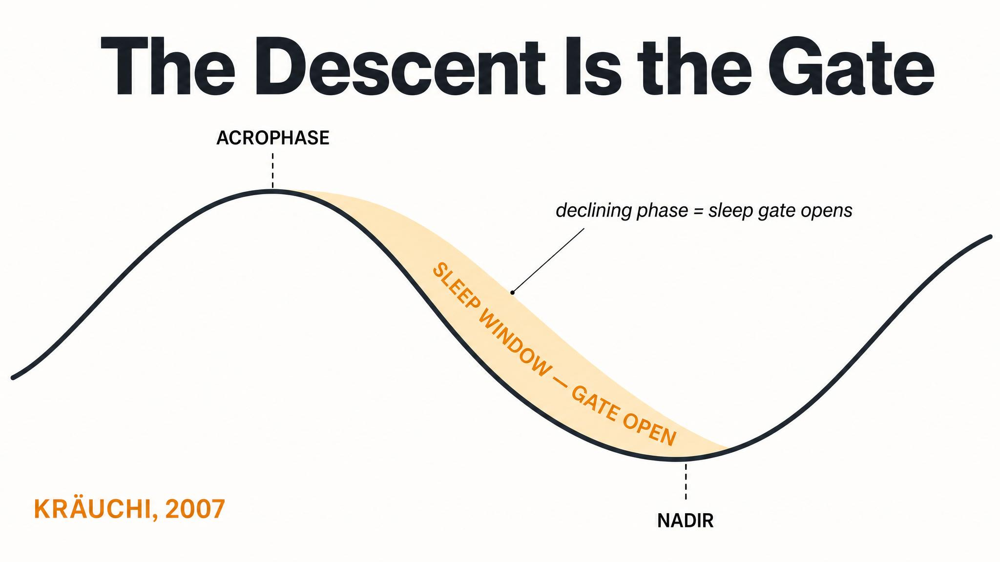 The Descent Is the Gate
ACROPHASE
declining phase = sleep gate opens
SLEEP WINDOW — GATE OPEN
KRÄUCHI, 2007
NADIR